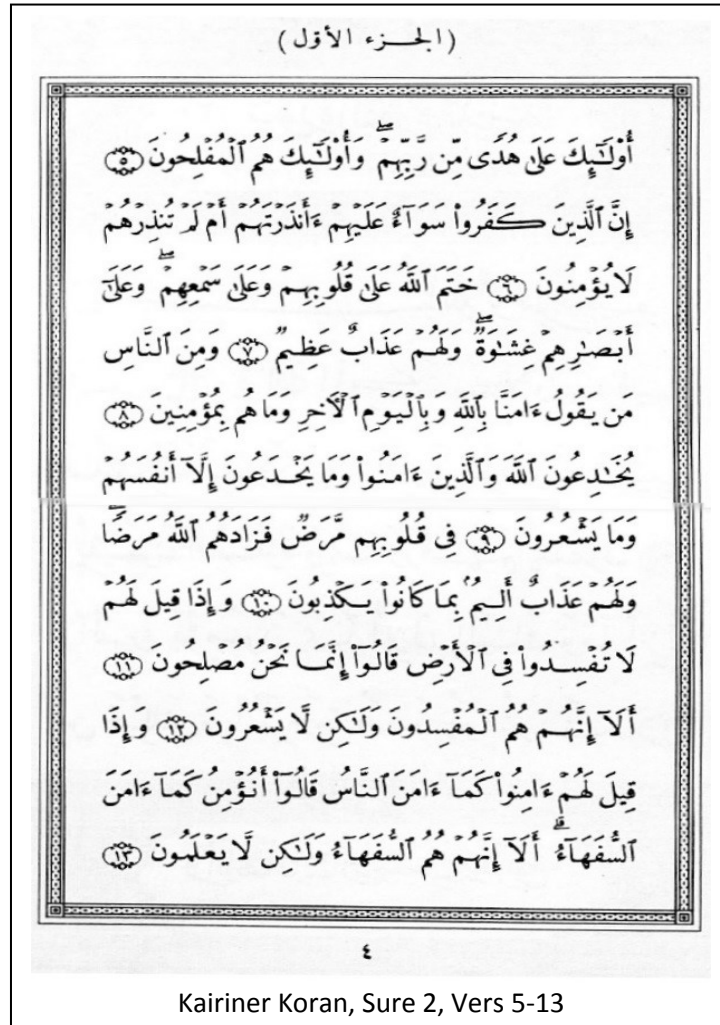 (الجزء الأول)
أُوْلَٰٓئِكَ عَلَىٰ هُدًى مِّن رَّبِّهِمْۖ وَأُوْلَٰٓئِكَ هُمُ ٱلْمُفْلِحُونَ ٥
إِنَّ ٱلَّذِينَ كَفَرُواْ سَوَآءٌ عَلَيْهِمْ ءَأَنذَرْتَهُمْ أَمْ لَمْ تُنذِرْهُمْ
لَا يُؤْمِنُونَ ٦ خَتَمَ ٱللَّهُ عَلَىٰ قُلُوبِهِمْ وَعَلَىٰ سَمْعِهِمْۖ وَعَلَىٰٓ
أَبْصَٰرِهِمْ غِشَٰوَةٌۖ وَلَهُمْ عَذَابٌ عَظِيمٌ ٧ وَمِنَ ٱلنَّاسِ
مَن يَقُولُ ءَامَنَّا بِٱللَّهِ وَبِٱلْيَوْمِ ٱلْأَخِرِ وَمَا هُم بِمُؤْمِنِينَ ٨
يُخَٰدِعُونَ ٱللَّهَ وَٱلَّذِينَ ءَامَنُواْ وَمَا يَخْدَعُونَ إِلَّآ أَنفُسَهُمْ
وَمَا يَشْعُرُونَ ٩ فِى قُلُوبِهِم مَّرَضٌ فَزَادَهُمُ ٱللَّهُ مَرَضًاۖ
وَلَهُمْ عَذَابٌ أَلِيمُۢ بِمَا كَانُواْ يَكْذِبُونَ ١٠ وَإِذَا قِيلَ لَهُمْ
لَا تُفْسِدُواْ فِى ٱلْأَرْضِ قَالُوٓاْ إِنَّمَا نَحْنُ مُصْلِحُونَ ١١
أَلَآ إِنَّهُمْ هُمُ ٱلْمُفْسِدُونَ وَلَٰكِن لَّا يَشْعُرُونَ ١٢ وَإِذَا
قِيلَ لَهُمْ ءَامِنُواْ كَمَآ ءَامَنَ ٱلنَّاسُ قَالُوٓاْ أَنُؤْمِنُ كَمَآ ءَامَنَ
ٱلسُّفَهَآءُۗ أَلَآ إِنَّهُمْ هُمُ ٱلسُّفَهَآءُ وَلَٰكِن لَّا يَعْلَمُونَ ١٣
٤
Kairiner Koran, Sure 2, Vers 5-13